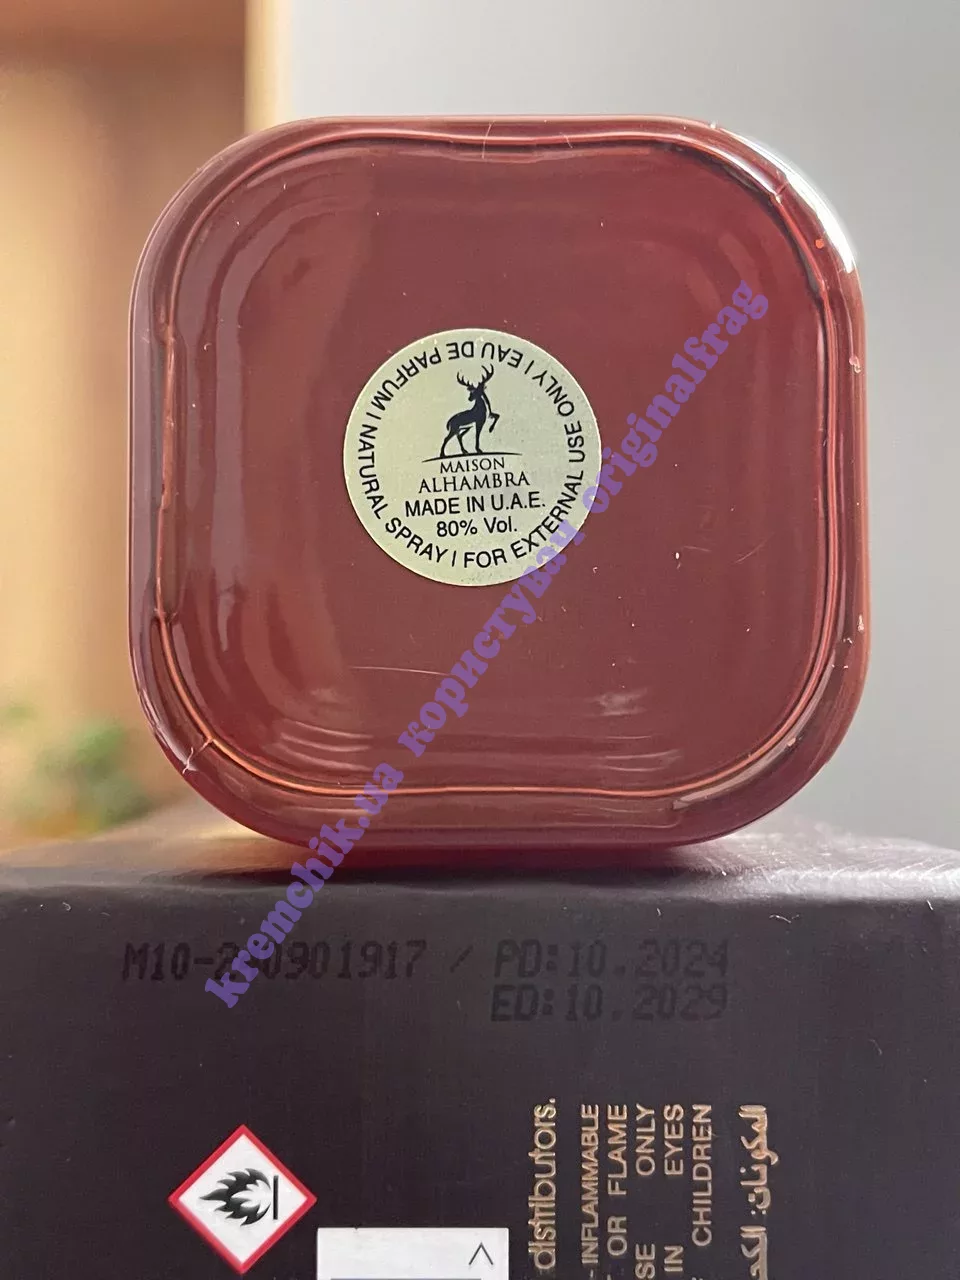 EAU DE PARFUM | NATURAL SPRAY | FOR EXTERNAL USE ONLY |
MAISON
ALHAMBRA
MADE IN U.A.E.
80% Vol.
kremchik.ua користувач originalfrag
/ PD:10.2024
ED:10.2029
distributors.
INFLAMMABLE
OR FLAME
ONLY
IN EYES
CHILDREN
المكونات: